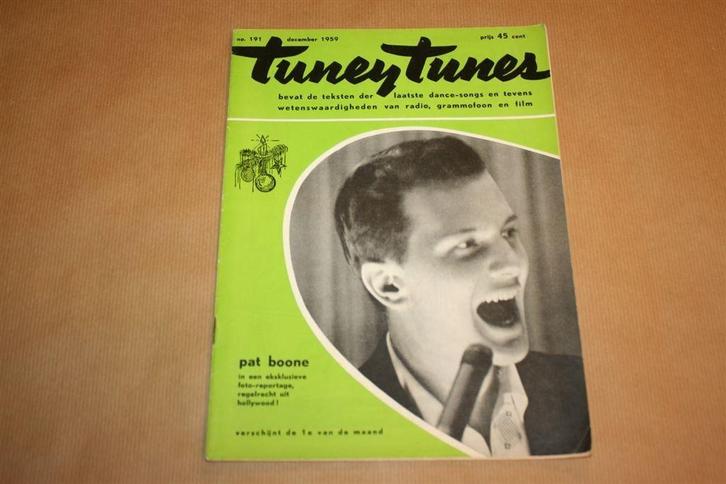 no. 191 december 1959 prijs 45 cent
tuney tunes
bevat de teksten der laatste dance-songs en tevens
wetenswaardigheden van radio, grammofoon en film
pat boone
in een eksklusieve
foto-reportage,
regelrecht uit
hollywood!
verschijnt de 1e van de maand